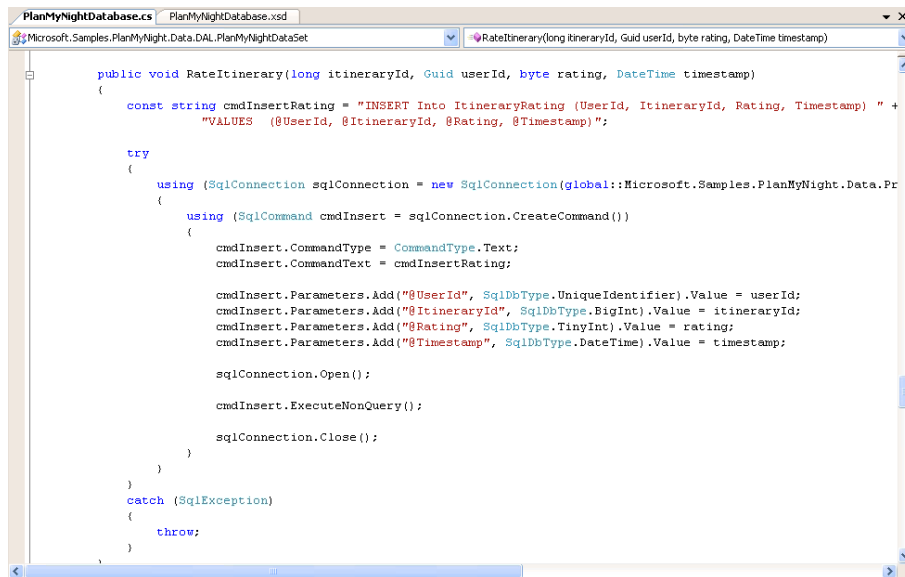 PlanMyNightDatabase.cs PlanMyNightDatabase.xsd
Microsoft.Samples.PlanMyNight.Data.DAL.PlanMyNightDataSet RateItinerary(long itineraryId, Guid userId, byte rating, DateTime timestamp)
public void RateItinerary(long itineraryId, Guid userId, byte rating, DateTime timestamp)
{
const string cmdInsertRating = "INSERT Into ItineraryRating (UserId, ItineraryId, Rating, Timestamp) " +
"VALUES  (@UserId, @ItineraryId, @Rating, @Timestamp)";
try
{
using (SqlConnection sqlConnection = new SqlConnection(global::Microsoft.Samples.PlanMyNight.Data.Pr
{
using (SqlCommand cmdInsert = sqlConnection.CreateCommand())
{
cmdInsert.CommandType = CommandType.Text;
cmdInsert.CommandText = cmdInsertRating;
cmdInsert.Parameters.Add("@UserId", SqlDbType.UniqueIdentifier).Value = userId;
cmdInsert.Parameters.Add("@ItineraryId", SqlDbType.BigInt).Value = itineraryId;
cmdInsert.Parameters.Add("@Rating", SqlDbType.TinyInt).Value = rating;
cmdInsert.Parameters.Add("@Timestamp", SqlDbType.DateTime).Value = timestamp;
sqlConnection.Open();
cmdInsert.ExecuteNonQuery();
sqlConnection.Close();
}
}
}
catch (SqlException)
{
throw;
}
}